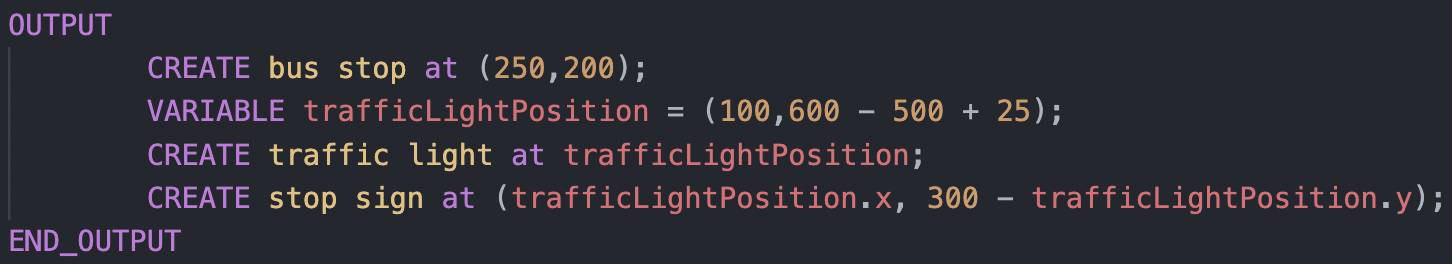 OUTPUT
CREATE bus stop at (250,200);
VARIABLE trafficLightPosition = (100,600 - 500 + 25);
CREATE traffic light at trafficLightPosition;
CREATE stop sign at (trafficLightPosition.x, 300 - trafficLightPosition.y);
END_OUTPUT